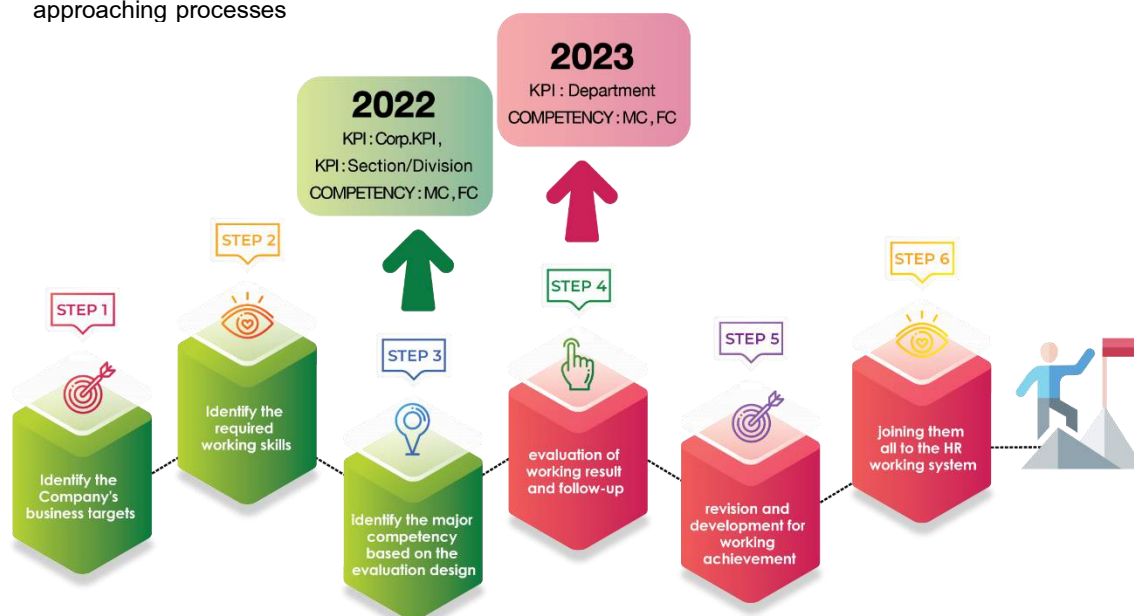 approaching processes
2023
KPI : Department
COMPETENCY : MC , FC
2022
KPI : Corp.KPI ,
KPI : Section/Division
COMPETENCY : MC , FC
STEP 1
Identify the
Company's
business targets
STEP 2
Identify the
required
working skills
STEP 3
identify the major
competency
based on the
evaluation design
STEP 4
evaluation of
working result
and follow-up
STEP 5
revision and
development for
working
achievement
STEP 6
joining them
all to the HR
working system